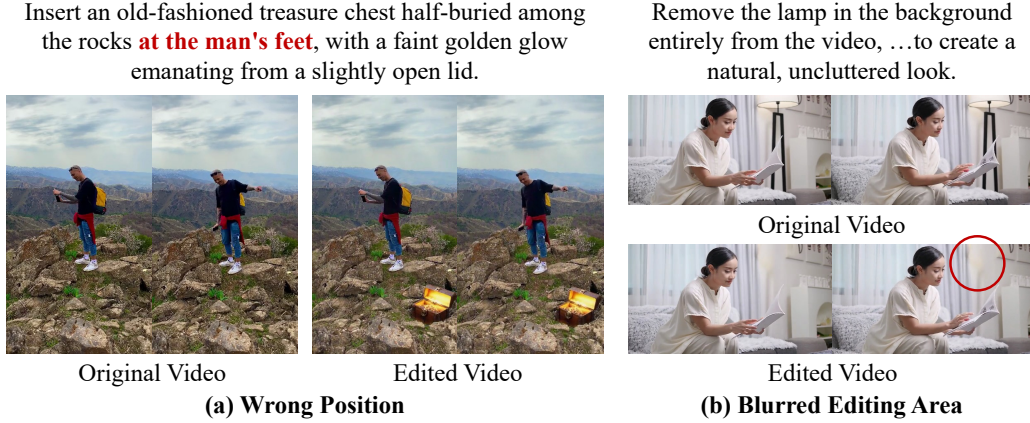 Insert an old-fashioned treasure chest half-buried among
the rocks at the man's feet, with a faint golden glow
emanating from a slightly open lid.
Original Video
Edited Video
(a) Wrong Position
Remove the lamp in the background
entirely from the video, …to create a
natural, uncluttered look.
Original Video
Edited Video
(b) Blurred Editing Area